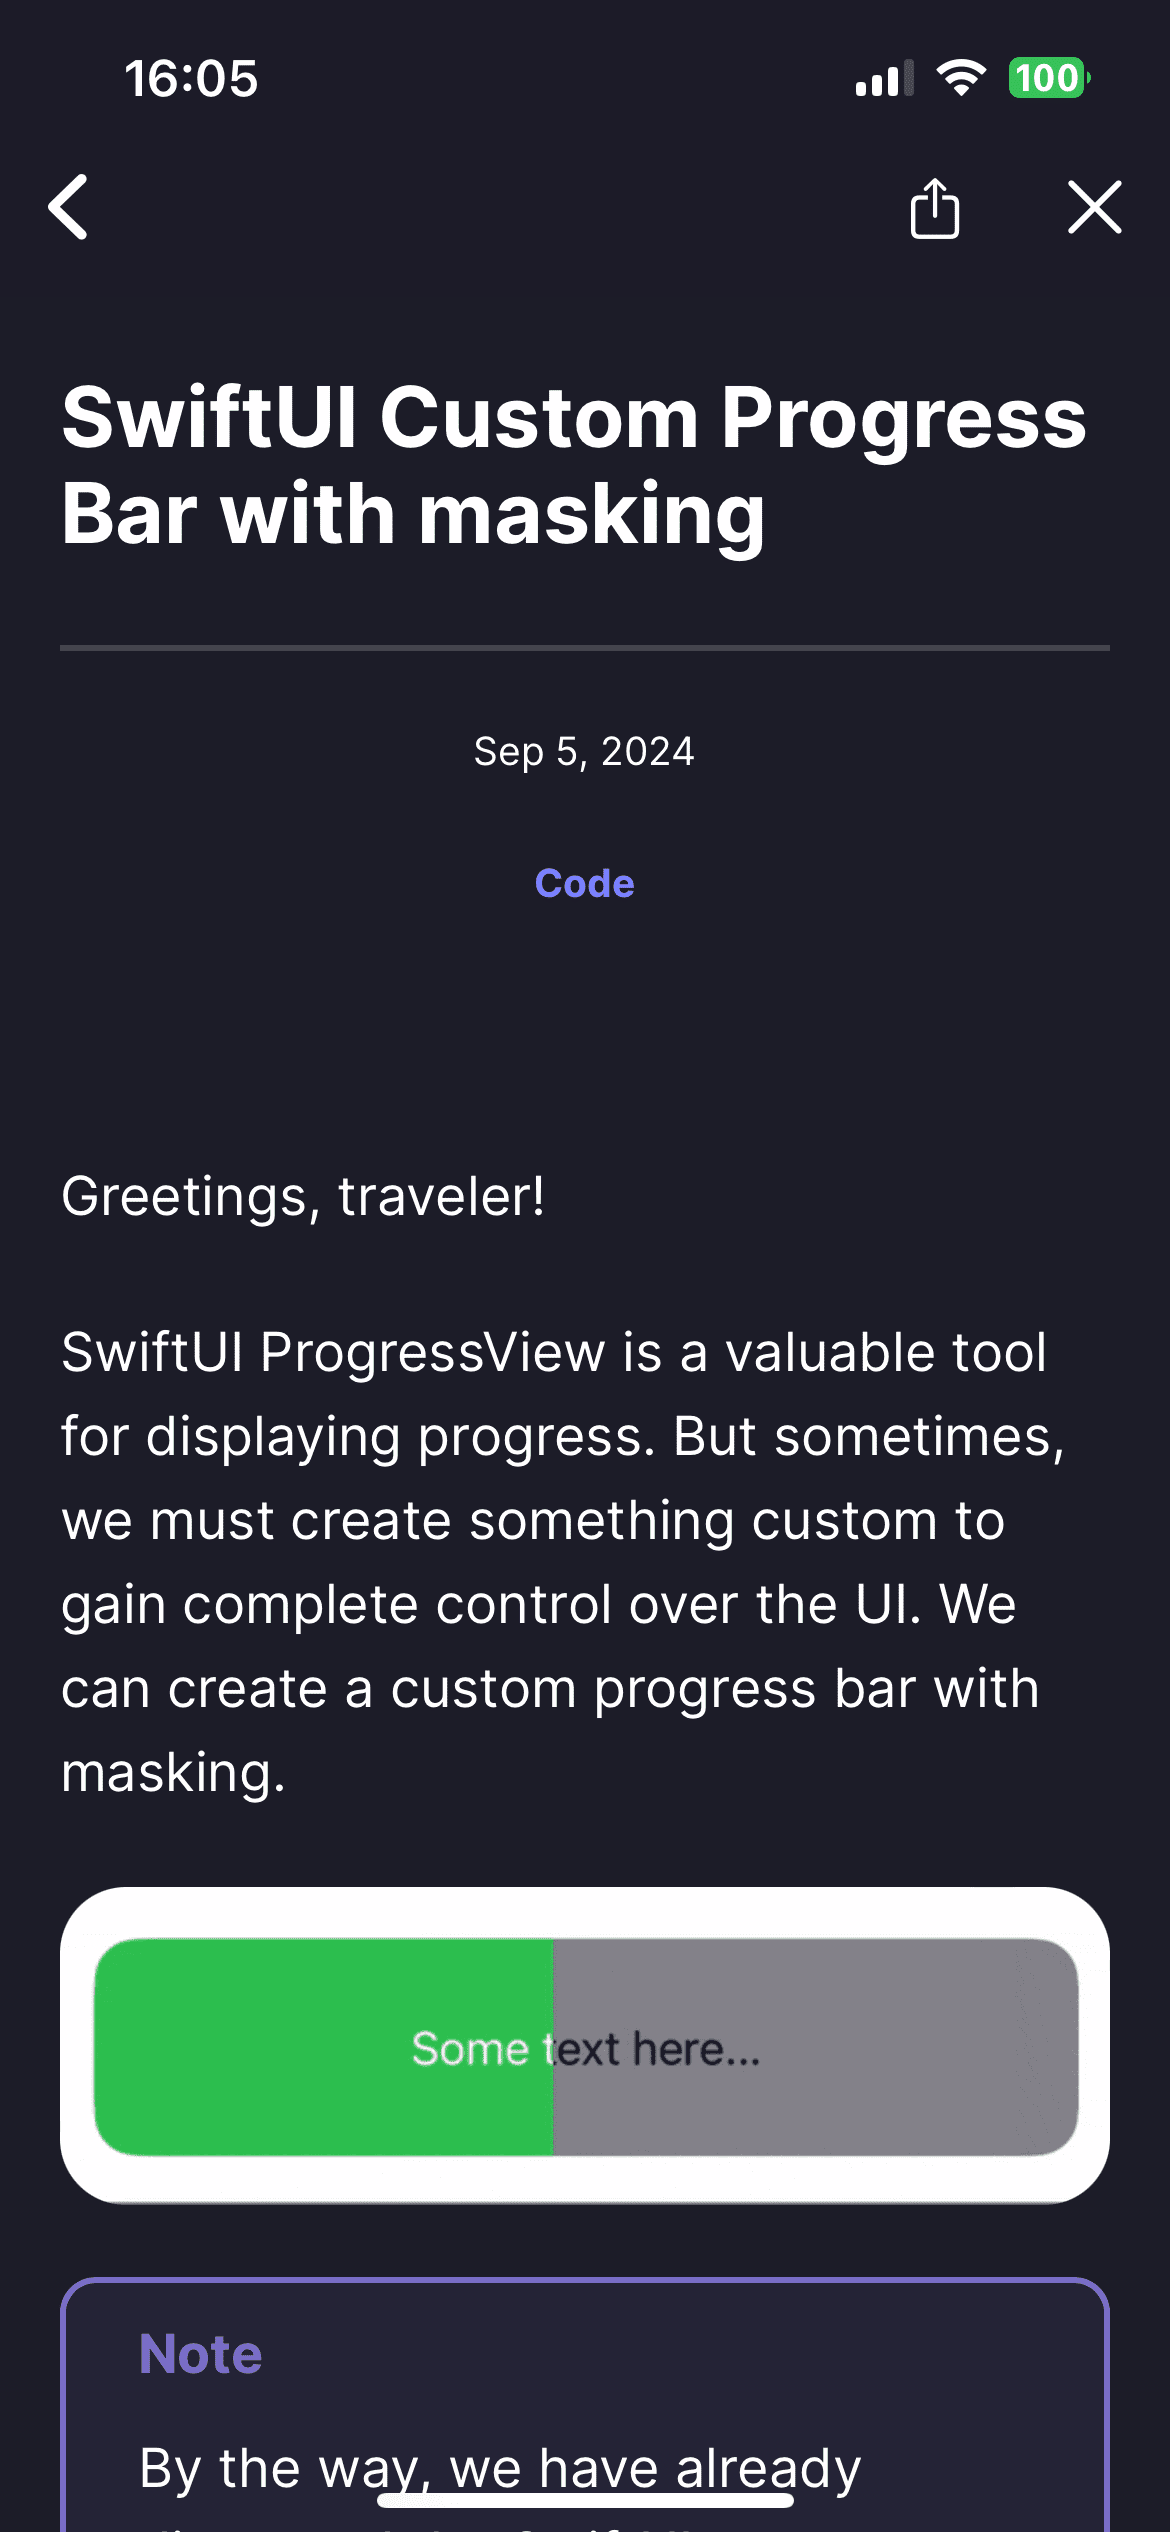 16:05
100
SwiftUI Custom Progress
Bar with masking
Sep 5, 2024
Code
Greetings, traveler!
SwiftUI ProgressView is a valuable tool
for displaying progress. But sometimes,
we must create something custom to
gain complete control over the UI. We
can create a custom progress bar with
masking.
Some text here...
Note
By the way, we have already